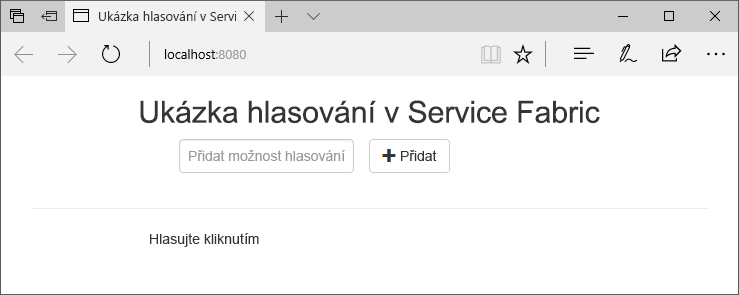 Ukázka hlasování v Servi
localhost:8080
Ukázka hlasování v Service Fabric
Přidat možnost hlasování
Přidat
Hlasujte kliknutím